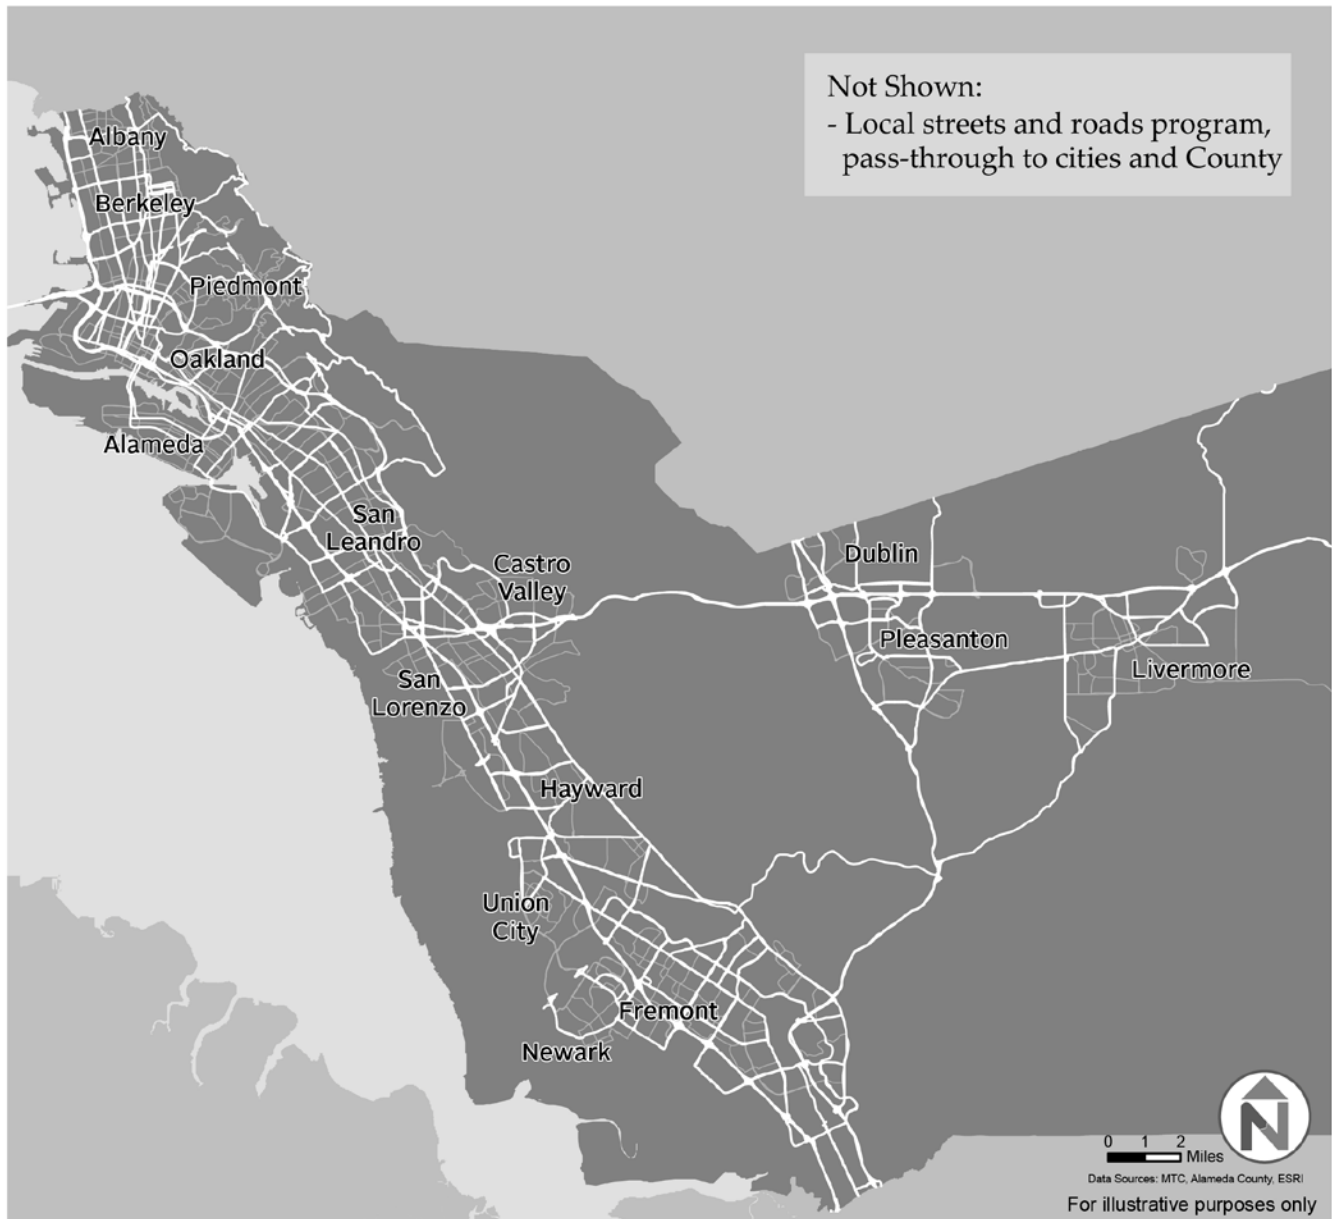 Not Shown:
- Local streets and roads program,
pass-through to cities and County
Albany
Berkeley
Piedmont
Oakland
Alameda
San
Leandro
Castro
Valley
Dublin
Pleasanton
Livermore
San
Lorenzo
Hayward
Union
City
Fremont
Newark
N
0 1 2
Miles
Data Sources: MTC, Alameda County, ESRI
For illustrative purposes only